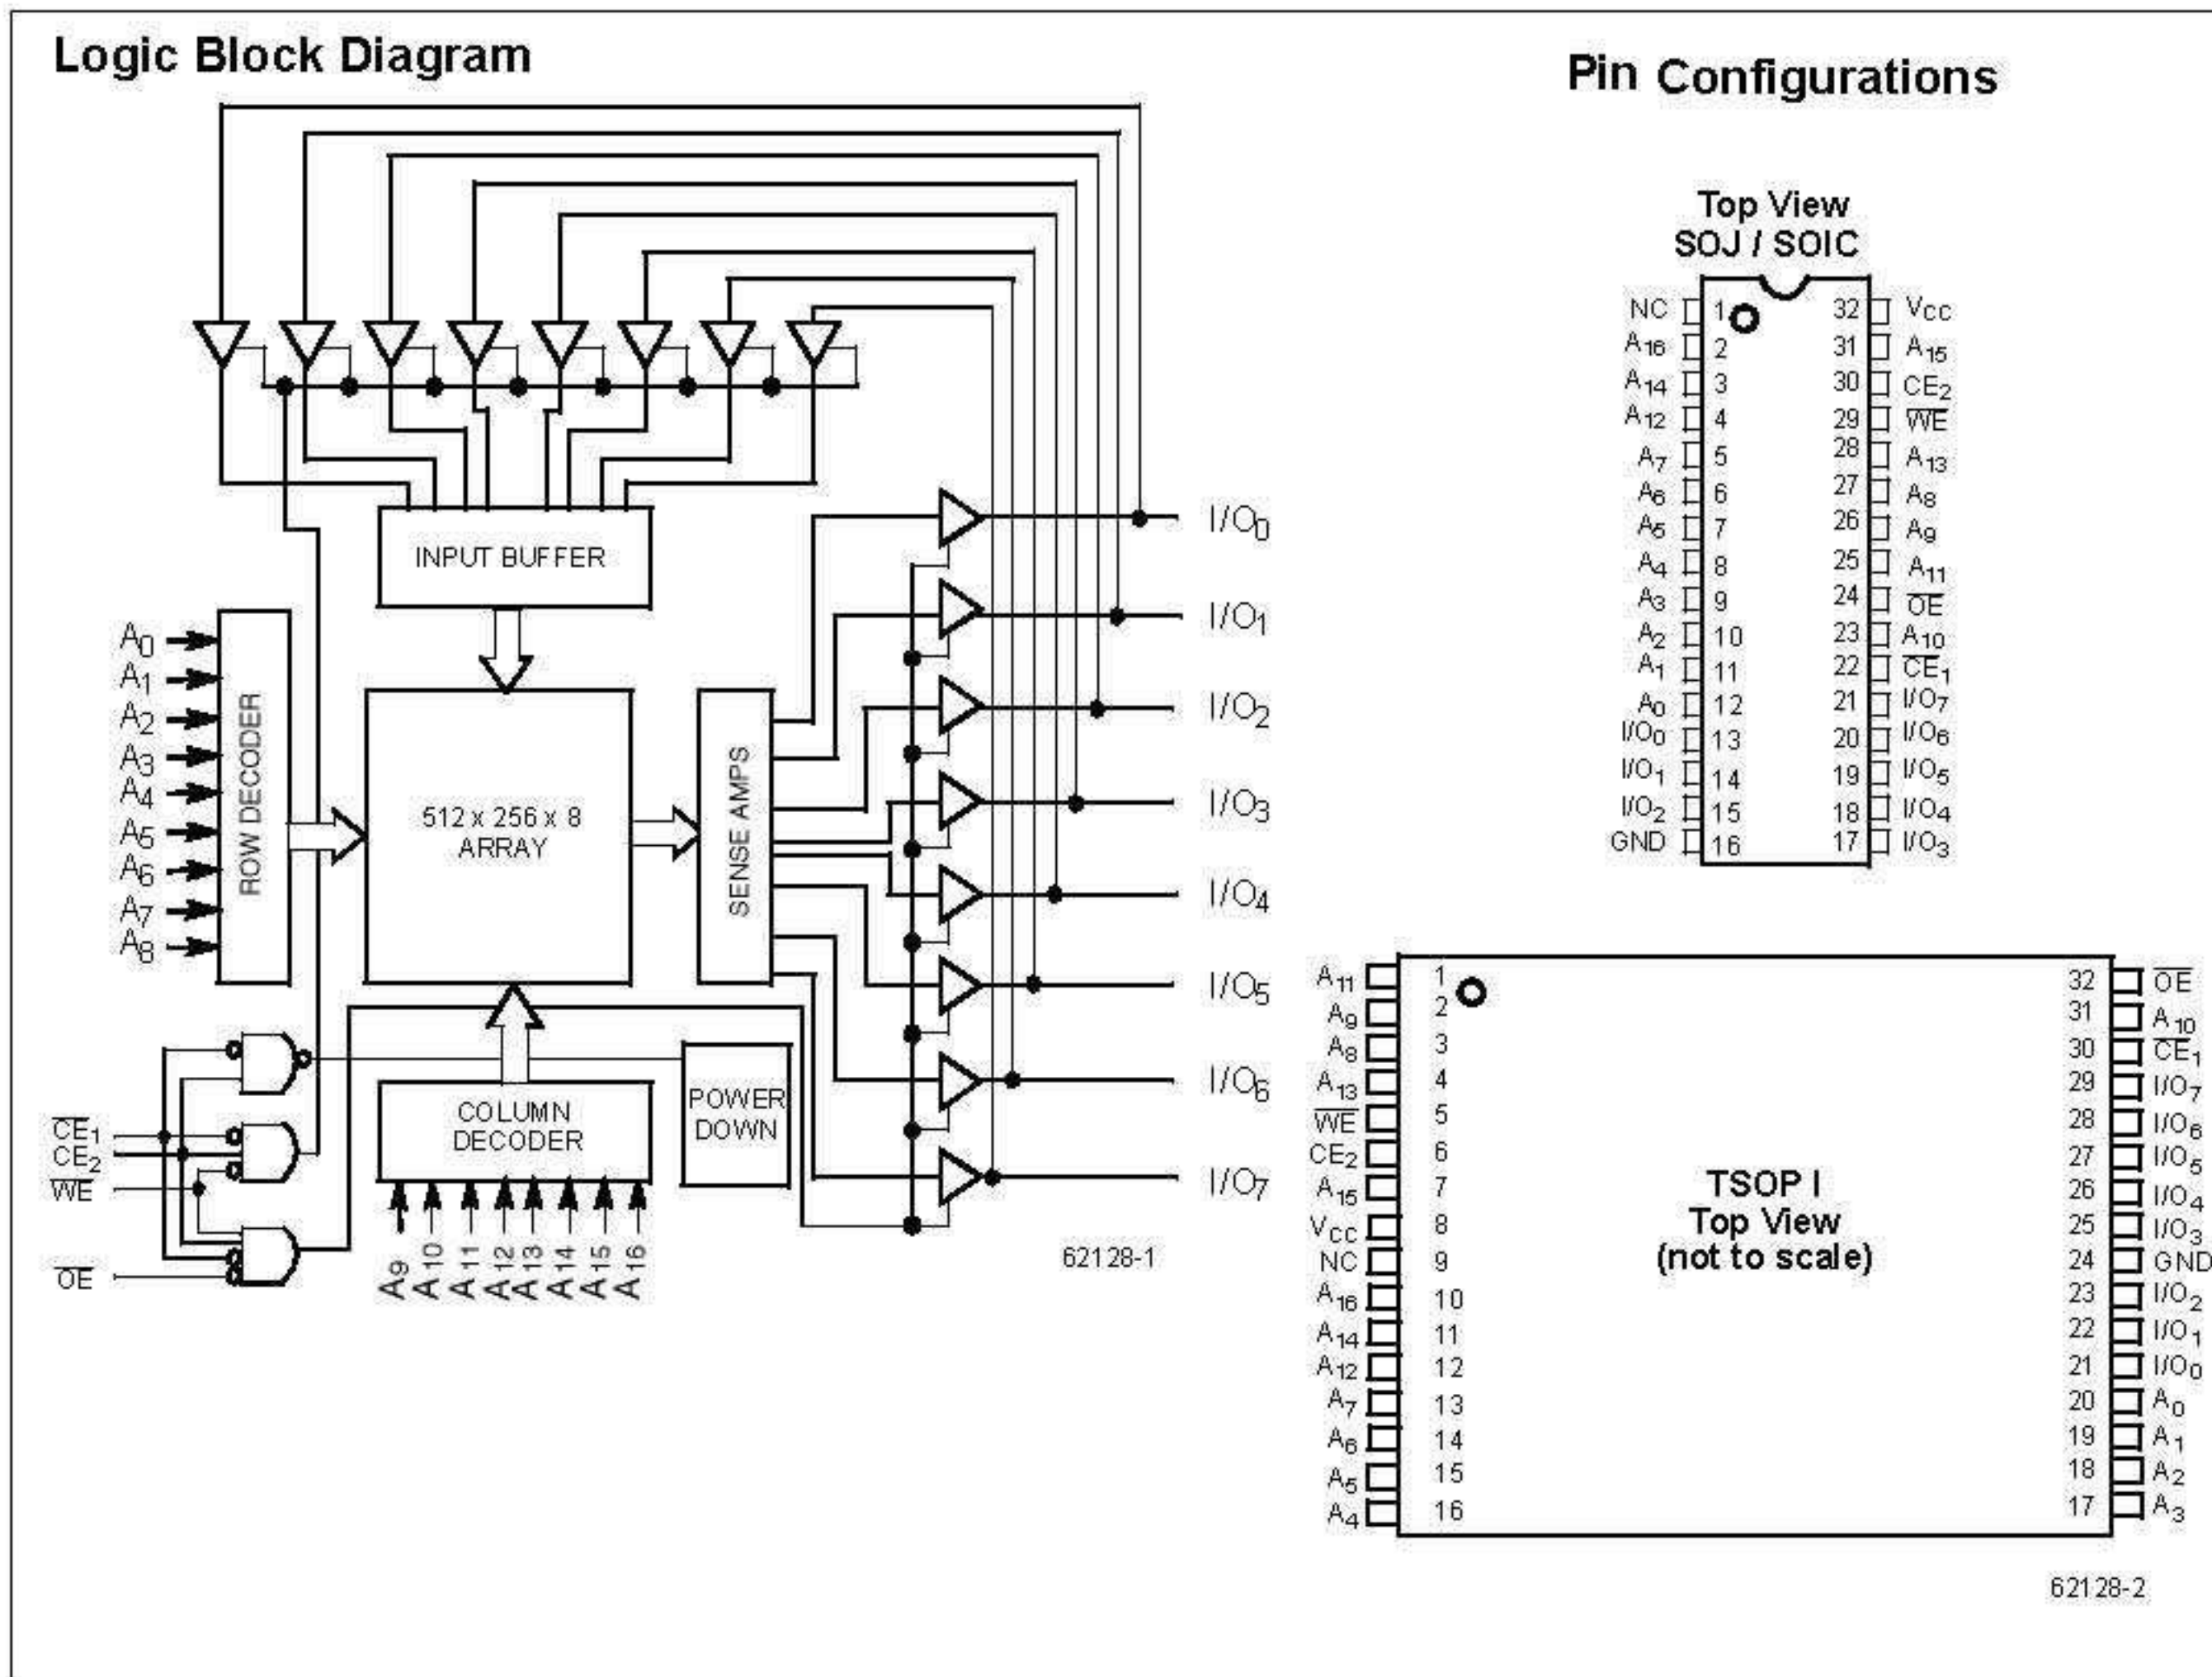 Logic Block Diagram
INPUT BUFFER
A0
A1
A2
A3
A4
A5
A6
A7
A8
ROW DECODER
512 x 256 x 8
ARRAY
SENSE AMPS
I/O0
I/O1
I/O2
I/O3
I/O4
I/O5
I/O6
I/O7
C̅E̅1
CE2
W̅E̅
O̅E̅
COLUMN
DECODER
POWER
DOWN
A9 A10 A11 A12 A13 A14 A15 A16
62128-1
Pin Configurations
Top View
SOJ / SOIC
NC 1 32 VCC
A16 2 31 A15
A14 3 30 CE2
A12 4 29 W̅E̅
A7 5 28 A13
A6 6 27 A8
A5 7 26 A9
A4 8 25 A11
A3 9 24 O̅E̅
A2 10 23 A10
A1 11 22 C̅E̅1
A0 12 21 I/O7
I/O0 13 20 I/O6
I/O1 14 19 I/O5
I/O2 15 18 I/O4
GND 16 17 I/O3
A11 1 32 O̅E̅
A9 2 31 A10
A8 3 30 C̅E̅1
A13 4 29 I/O7
W̅E̅ 5 28 I/O6
CE2 6 27 I/O5
A15 7 26 I/O4
VCC 8 25 I/O3
NC 9 24 GND
A16 10 23 I/O2
A14 11 22 I/O1
A12 12 21 I/O0
A7 13 20 A0
A6 14 19 A1
A5 15 18 A2
A4 16 17 A3
TSOP I
Top View
(not to scale)
62128-2